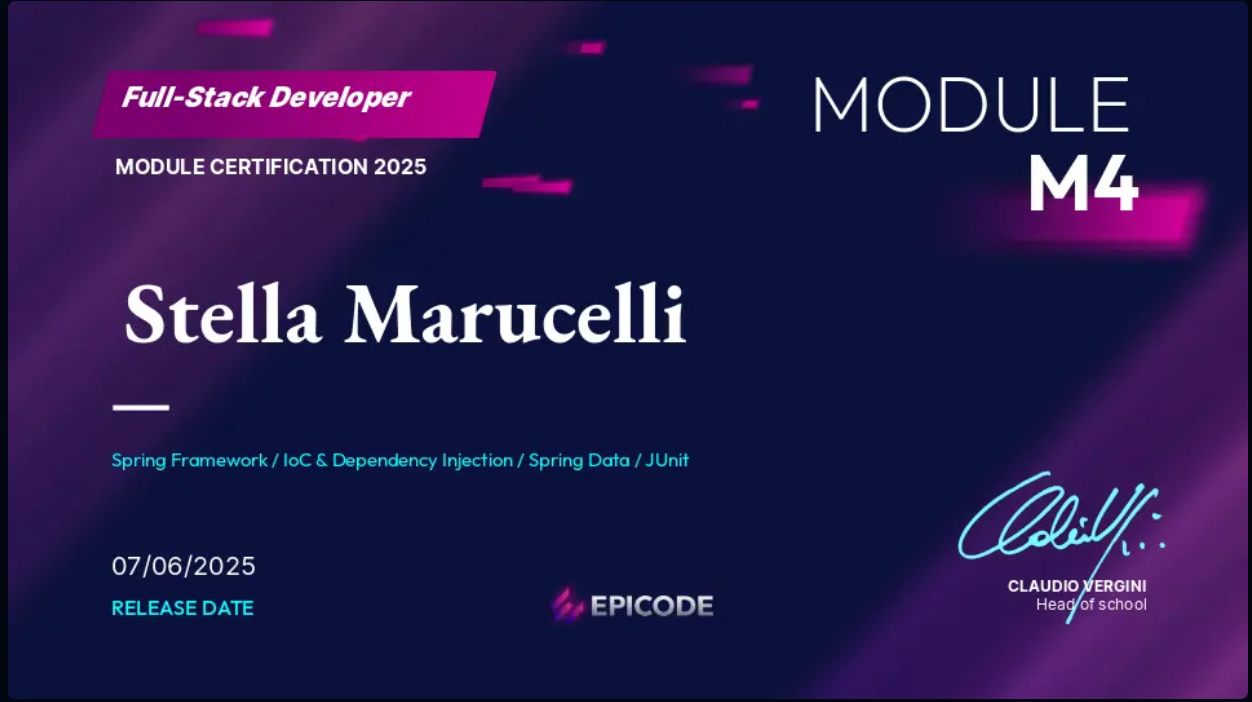 Full-Stack Developer
MODULE CERTIFICATION 2025
MODULE
M4
Stella Marucelli
Spring Framework / IoC & Dependency Injection / Spring Data / JUnit
07/06/2025
RELEASE DATE
EPICODE
CLAUDIO VERGINI
Head of school